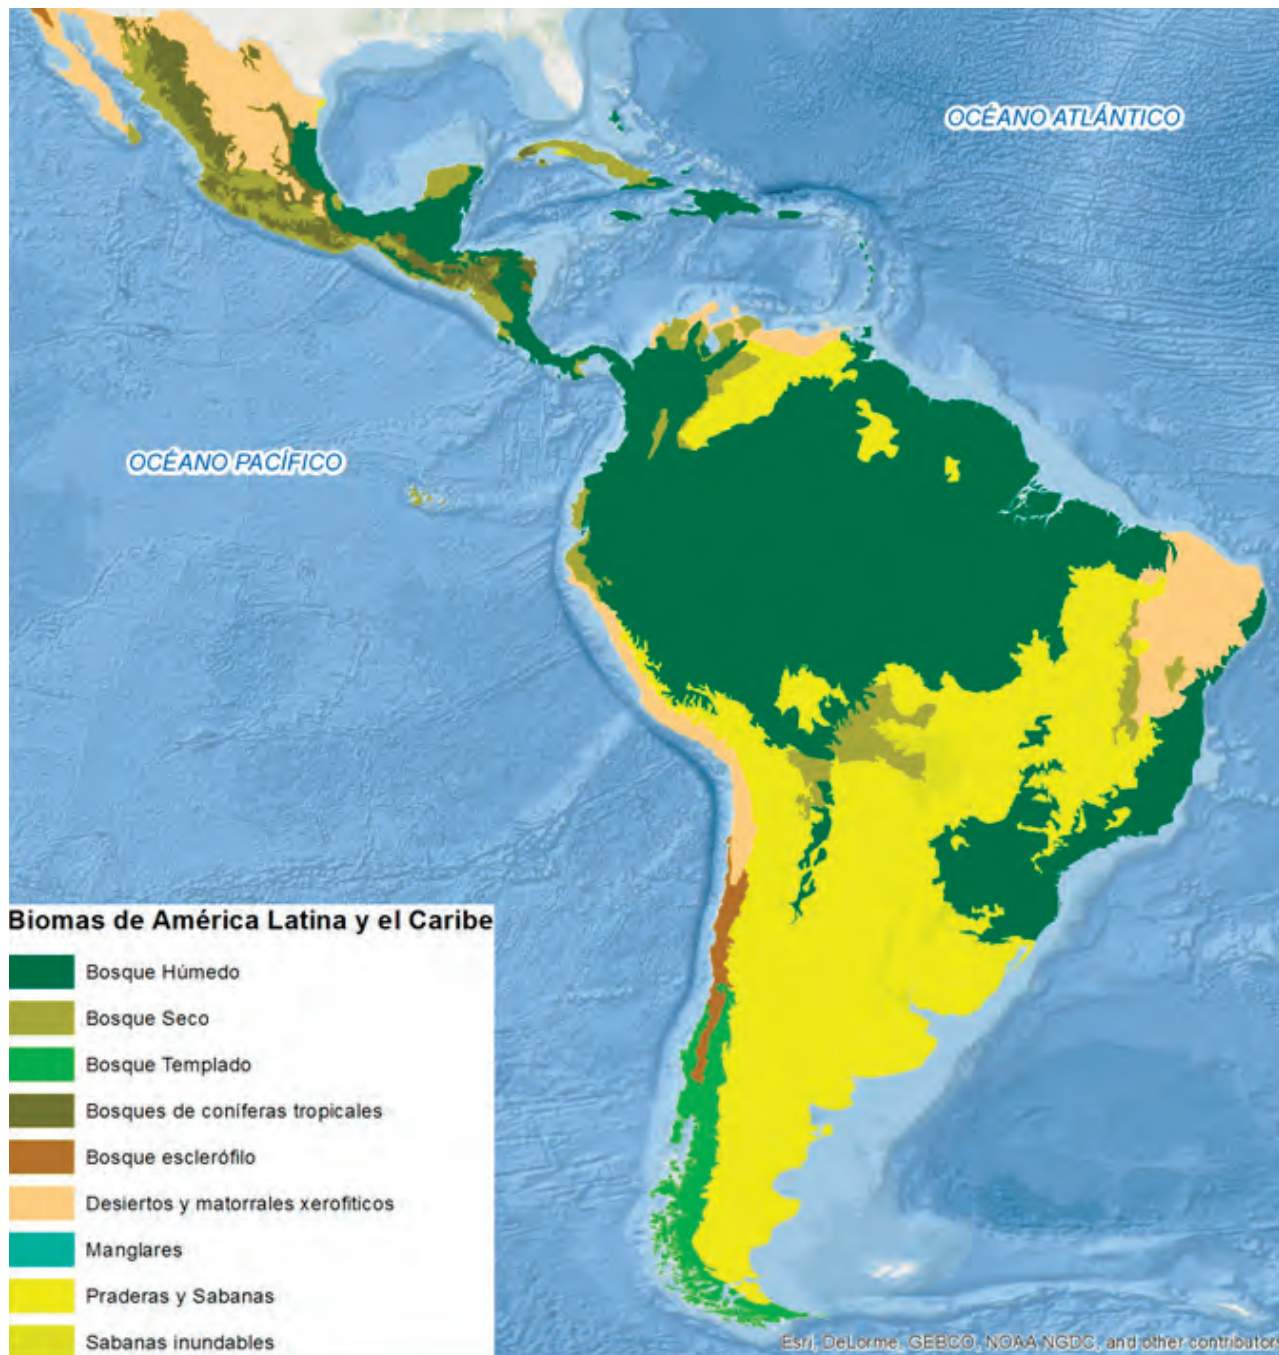 OCÉANO ATLÁNTICO
OCÉANO PACÍFICO
Biomas de América Latina y el Caribe
Bosque Húmedo
Bosque Seco
Bosque Templado
Bosques de coníferas tropicales
Bosque esclerófilo
Desiertos y matorrales xerofíticos
Manglares
Praderas y Sabanas
Sabanas inundables
Esri, DeLorme, GEBCO, NOAA NGDC, and other contributors